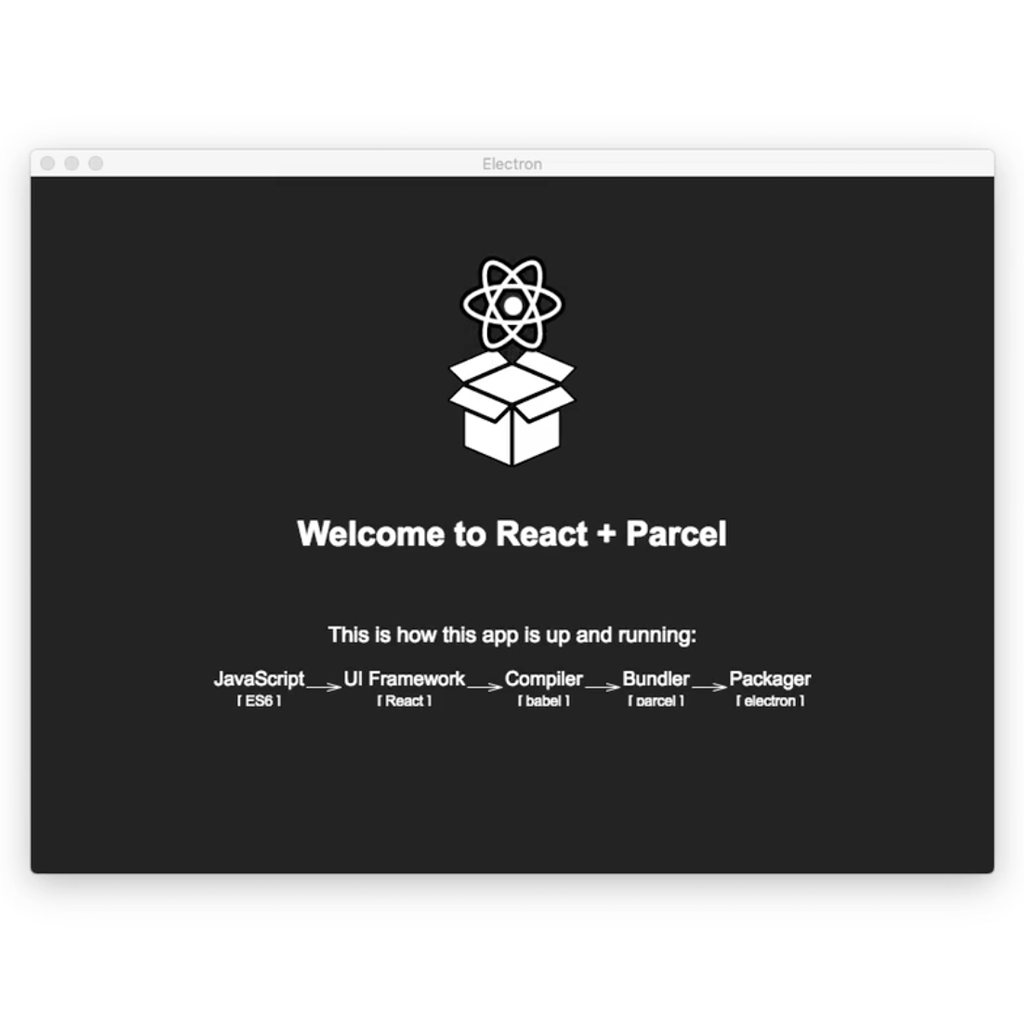 Electron
Welcome to React + Parcel
This is how this app is up and running:
JavaScript UI Framework Compiler Bundler Packager
[ ES6 ] [ React ] [ babel ] [ parcel ] [ electron ]